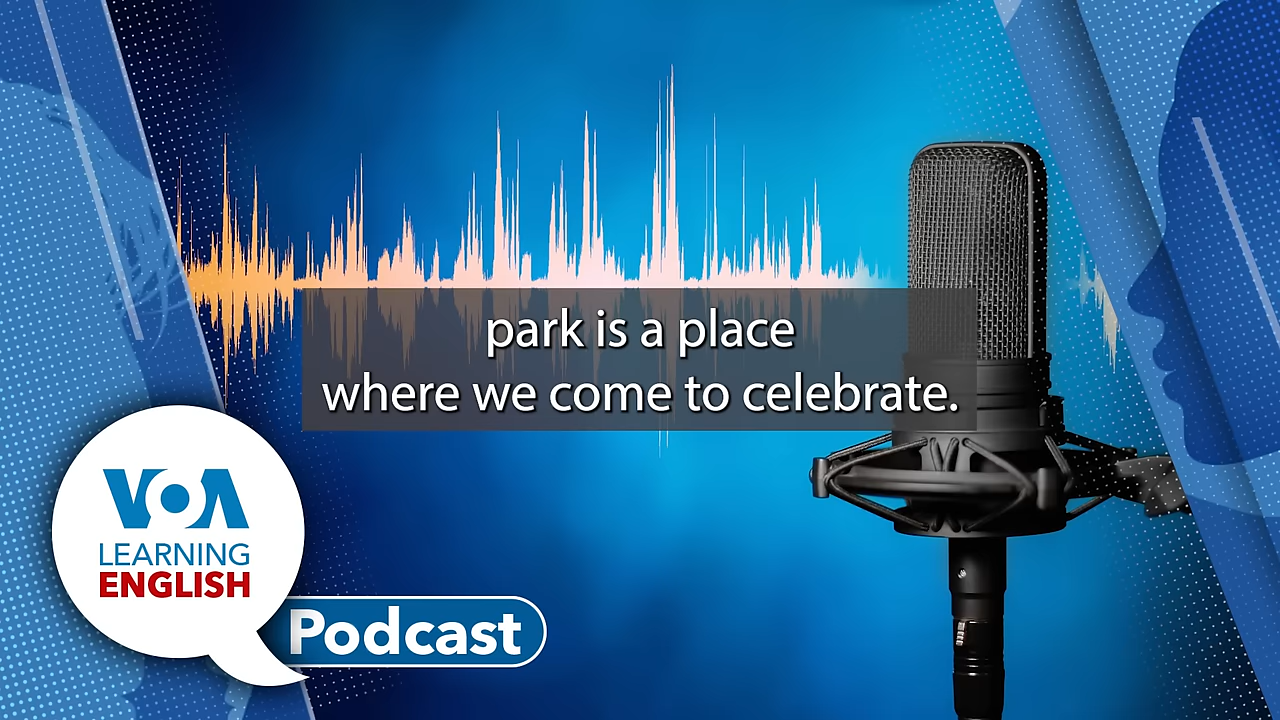 park is a place
where we come to celebrate.
VOA
LEARNING
ENGLISH
Podcast